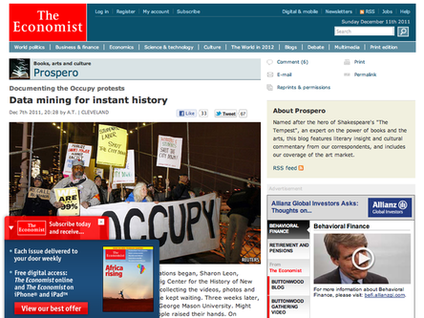 The
Economist
Log in
Register
My account
Subscribe
Digital & mobile
Newsletters
RSS
Jobs
Help
Sunday December 11th 2011
Search
World politics
Business & finance
Economics
Science & technology
Culture
The World in 2012
Blogs
Debate
Multimedia
Print edition
Books, arts and culture
Prospero
Documenting the Occupy protests
Data mining for instant history
Dec 7th 2011, 20:28 by A.T. | CLEVELAND
Like
33
Tweet
67
OCCUPY
REUTERS
The Economist
Subscribe today
and receive...
Each issue delivered to
your door weekly
Free digital access:
The Economist online
and The Economist on
iPhone® and iPad™
View our best offer
The Economist
Africa
rising
ations began, Sharon Leon,
ig Center for the History of New
collecting the videos, photos and
e kept waiting. Three weeks later,
George Mason University. Might
ple raised their hands. On
Comment (6)
Print
E-mail
Permalink
Reprints & permissions
About Prospero
Named after the hero of Shakespeare's "The
Tempest", an expert on the power of books and the
arts, this blog features literary insight and cultural
commentary from our correspondents, and includes
our coverage of the art market.
RSS feed
Advertisement
Allianz Global Investors Asks:
Thoughts on...
Allianz
Global Investors
BEHAVIORAL
FINANCE
RETIREMENT
AND PENSIONS
From
The Economist
BUTTONWOOD
BLOG
BUTTONWOOD
GATHERING
VIDEO
Behavioral Finance
For more information about Behavioral
Finance, please visit: befi.allianzgi.com.